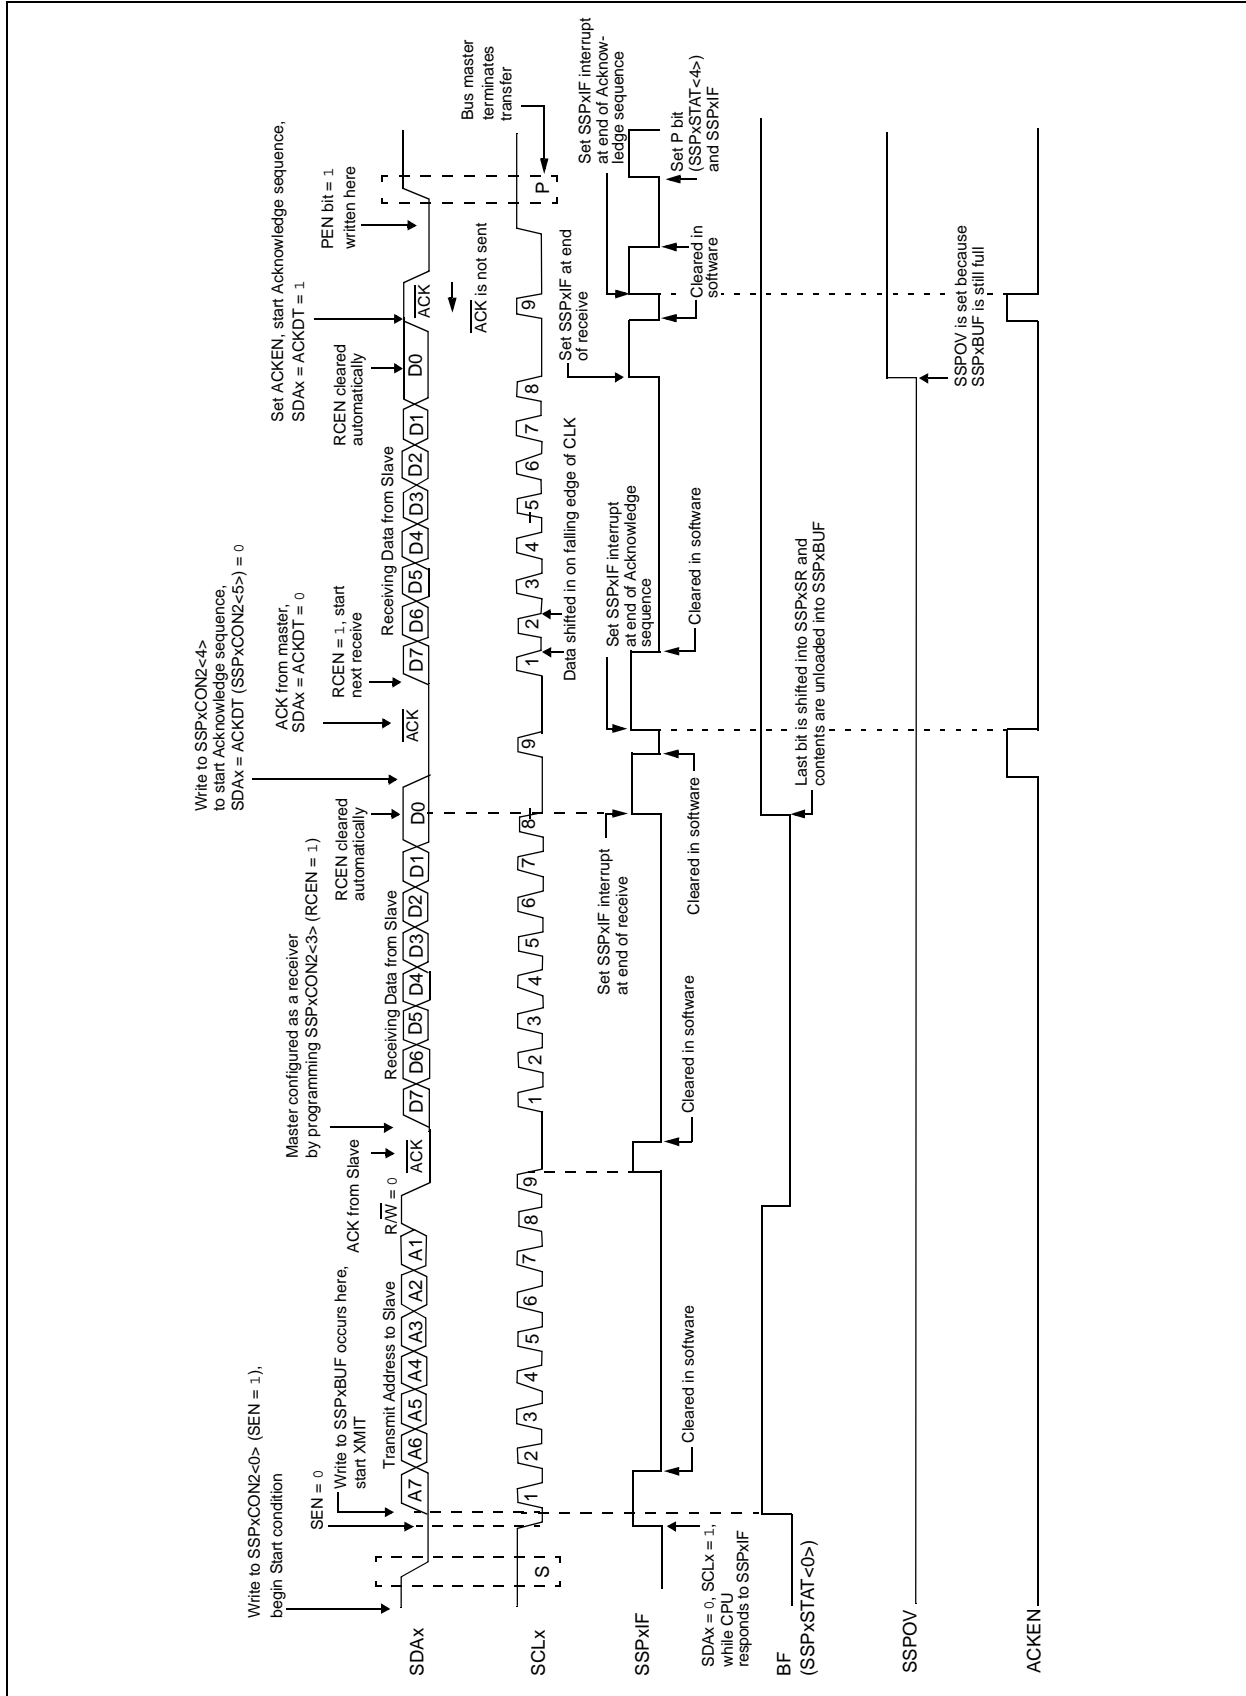 Write to SSPxCON2<0> (SEN = 1),
begin Start condition
SEN = 0
Write to SSPxBUF occurs here,
start XMIT
ACK from Slave
Master configured as a receiver
by programming SSPxCON2<3> (RCEN = 1)
RCEN cleared
automatically
Write to SSPxCON2<4>
to start Acknowledge sequence,
SDAx = ACKDT (SSPxCON2<5>) = 0
ACK from master,
SDAx = ACKDT = 0
RCEN = 1, start
next receive
RCEN cleared
automatically
Set ACKEN, start Acknowledge sequence,
SDAx = ACKDT = 1
PEN bit = 1
written here
Transmit Address to Slave
R/W = 0
Receiving Data from Slave
Receiving Data from Slave
SDAx
A7 A6 A5 A4 A3 A2 A1
ACK
D7 D6 D5 D4 D3 D2 D1 D0
ACK
D7 D6 D5 D4 D3 D2 D1 D0
ACK
ACK is not sent
Bus master
terminates
transfer
SCLx
S
1 2 3 4 5 6 7 8 9
1 2 3 4 5 6 7 8 9
1 2 3 4 5 6 7 8 9
P
Data shifted in on falling edge of CLK
Set SSPxIF interrupt
at end of receive
Set SSPxIF interrupt
at end of Acknowledge
sequence
Set SSPxIF at end
of receive
Set SSPxIF interrupt
at end of Acknow-
ledge sequence
SSPxIF
SDAx = 0, SCLx = 1,
while CPU
responds to SSPxIF
Cleared in software
Cleared in software
Cleared in software
Cleared in software
Cleared in
software
Set P bit
(SSPxSTAT<4>)
and SSPxIF
BF
(SSPxSTAT<0>)
Last bit is shifted into SSPxSR and
contents are unloaded into SSPxBUF
SSPOV
SSPOV is set because
SSPxBUF is still full
ACKEN